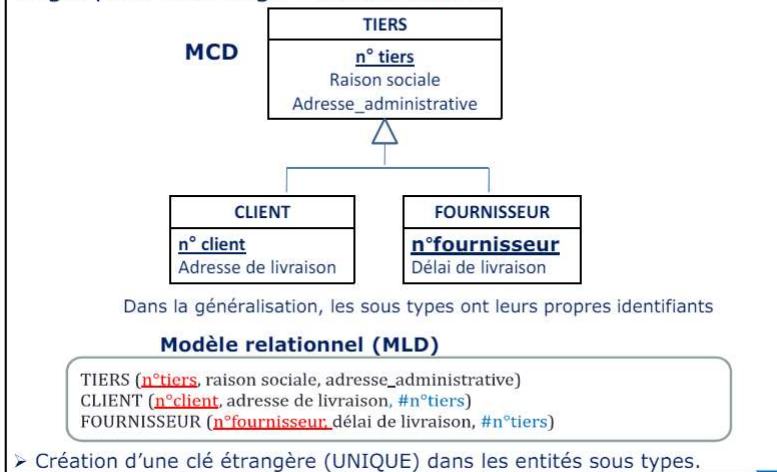 TIERS
MCD
n° tiers
Raison sociale
Adresse_administrative
CLIENT
n° client
Adresse de livraison
FOURNISSEUR
n°fournisseur
Délai de livraison
Dans la généralisation, les sous types ont leurs propres identifiants
Modèle relationnel (MLD)
TIERS (n°tiers, raison sociale, adresse_administrative)
CLIENT (n°client, adresse de livraison, #n°tiers)
FOURNISSEUR (n°fournisseur, délai de livraison, #n°tiers)
➢ Création d'une clé étrangère (UNIQUE) dans les entités sous types.